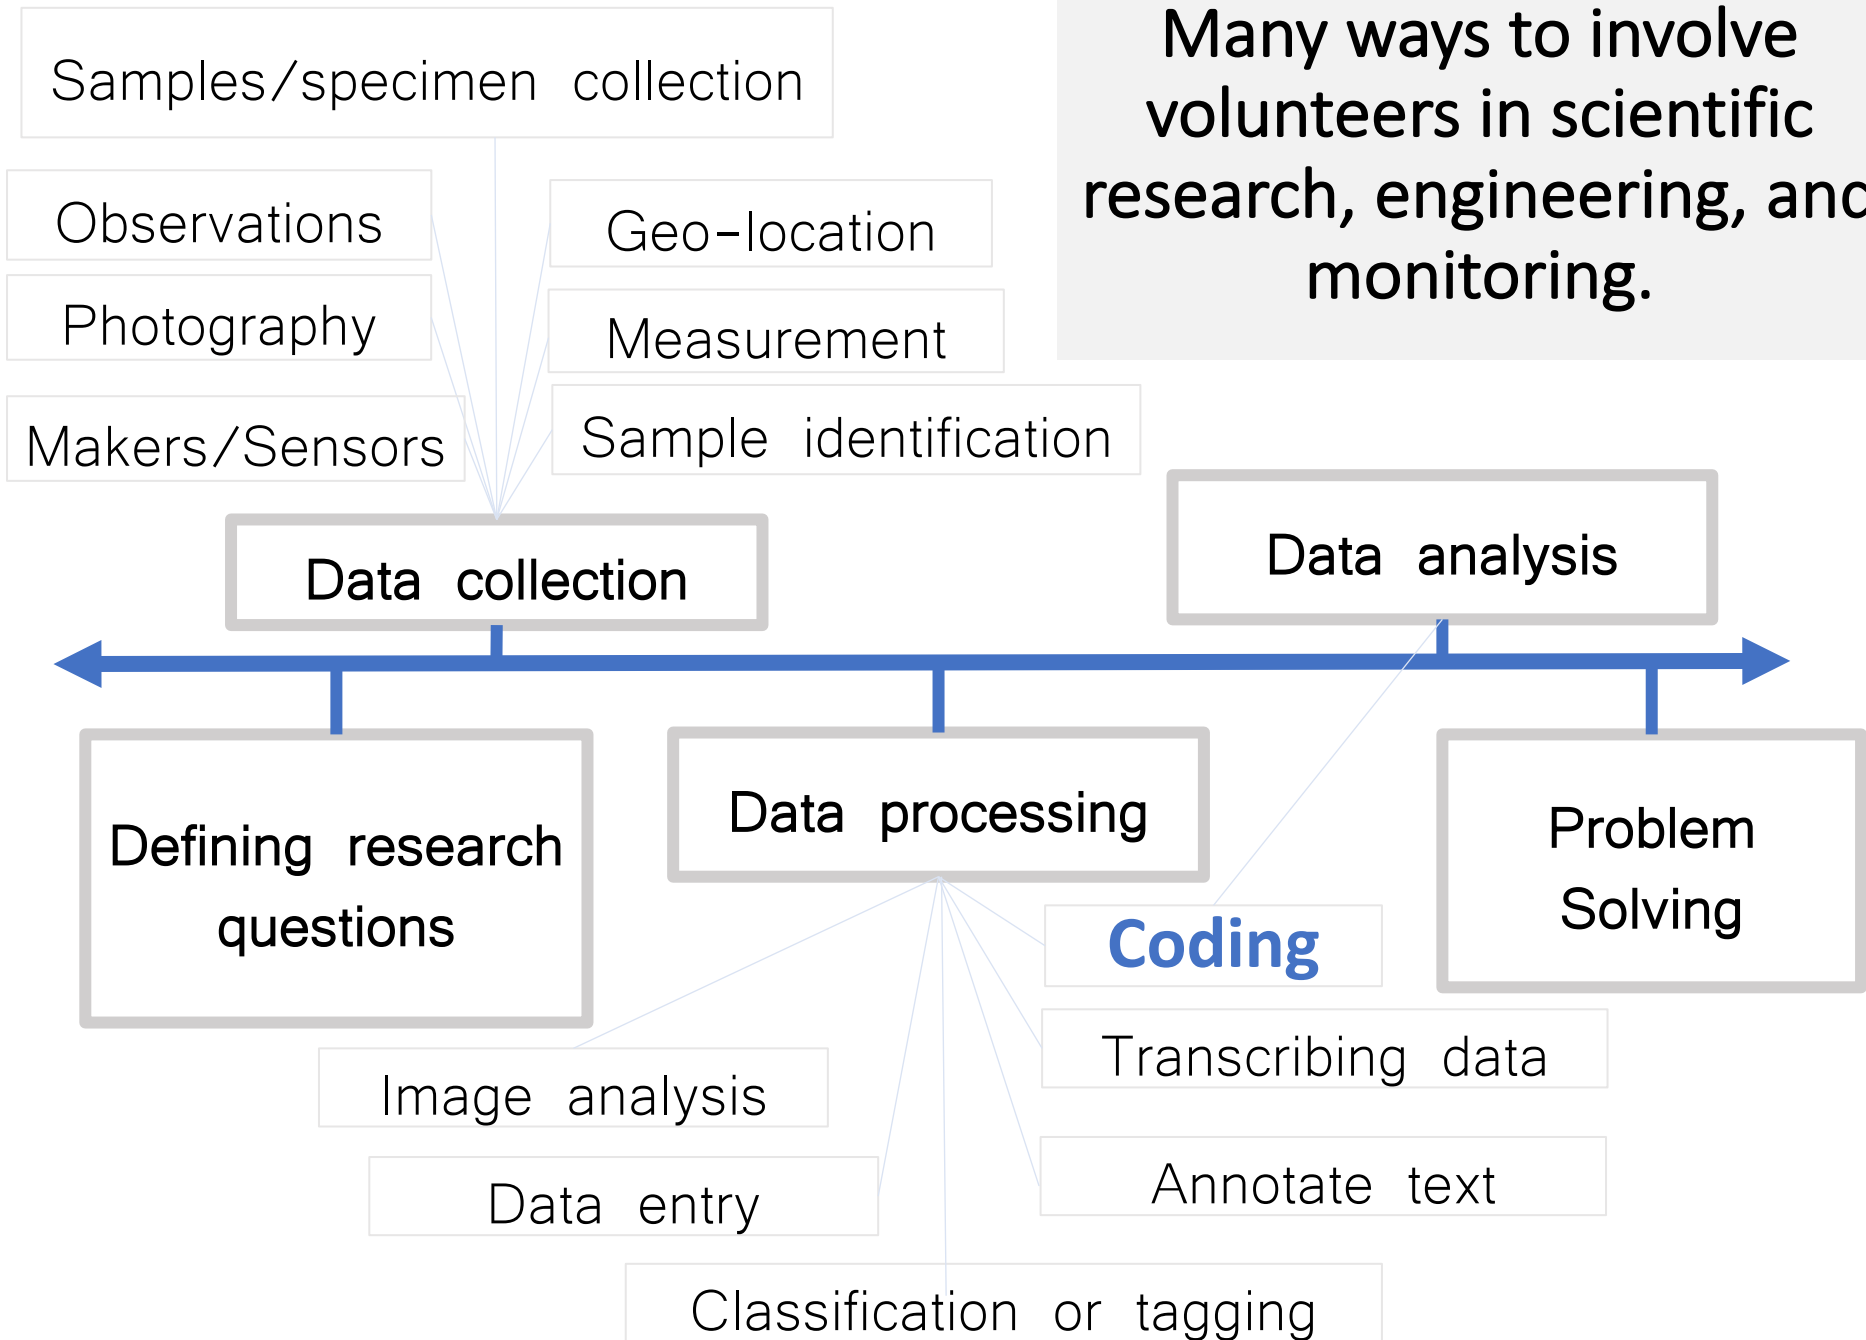 Many ways to involve
volunteers in scientific
research, engineering, and
monitoring.
Samples/specimen collection
Observations
Geo-location
Photography
Measurement
Makers/Sensors
Sample identification
Data collection
Data analysis
Defining research
questions
Data processing
Problem
Solving
Coding
Transcribing data
Image analysis
Annotate text
Data entry
Classification or tagging